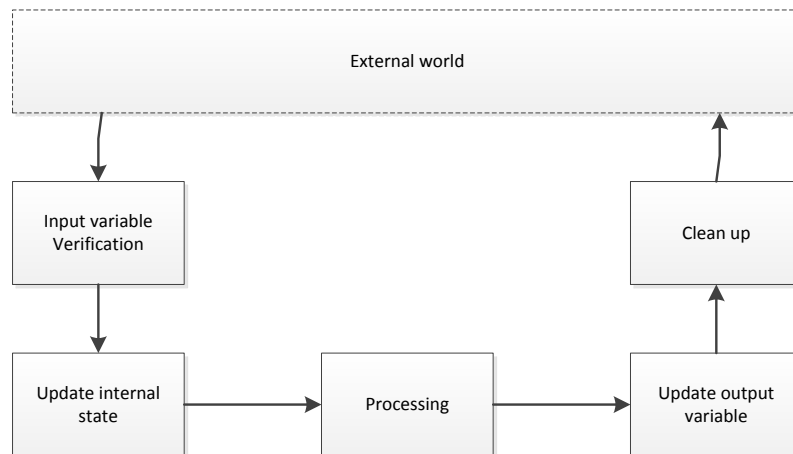 External world
Input variable
Verification
Clean up
Update internal
state
Processing
Update output
variable